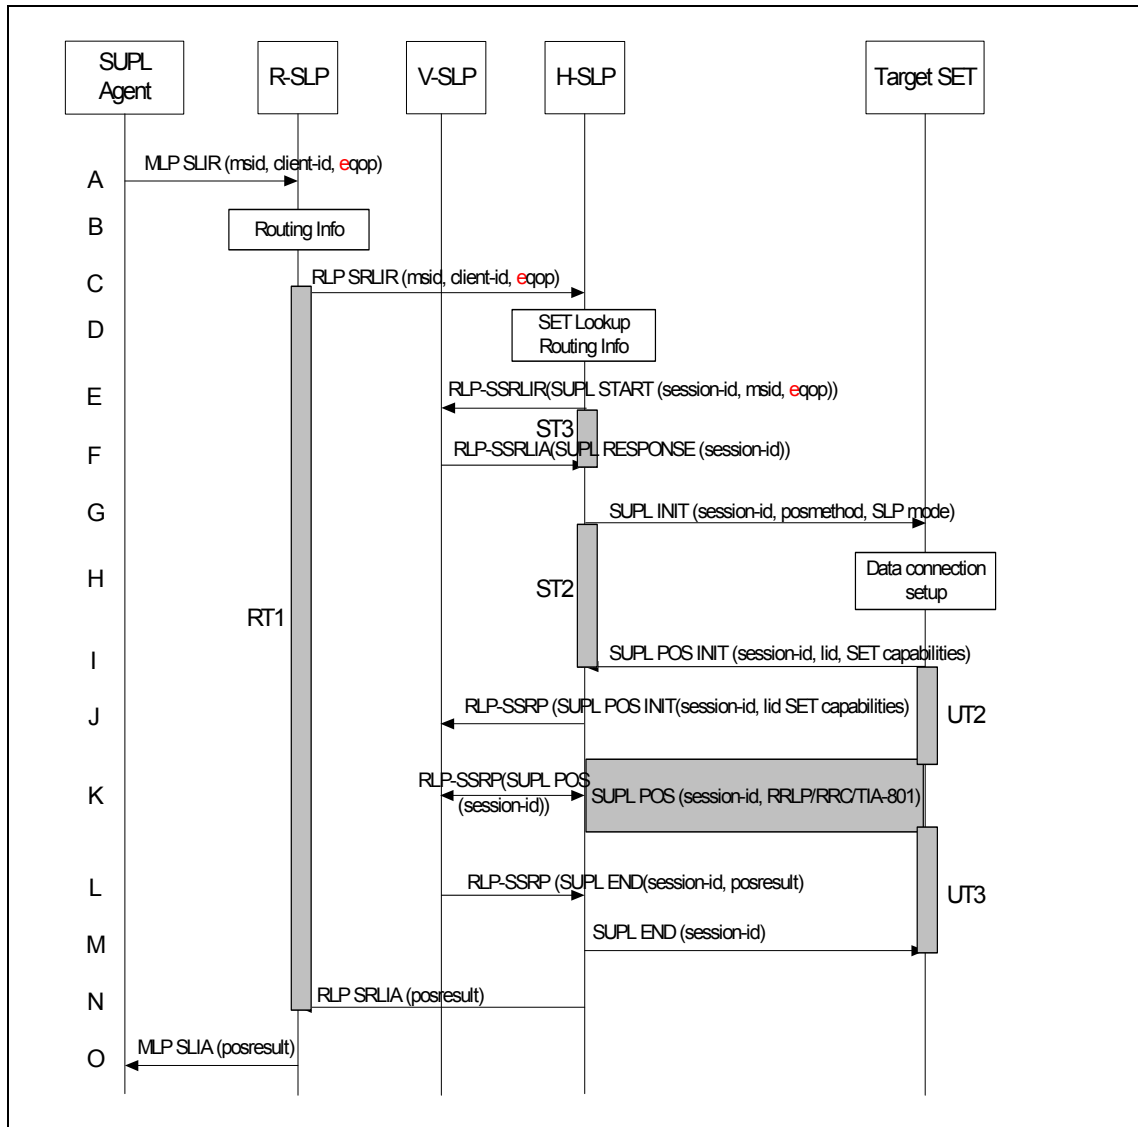 SUPL
Agent
R-SLP
V-SLP
H-SLP
Target SET
A
MLP SLIR (msid, client-id, eqop)
B
Routing Info
C
RLP SRLIR (msid, client-id, eqop)
D
SET Lookup
Routing Info
E
RLP-SSRLIR(SUPL START (session-id, msid, eqop))
ST3
F
RLP-SSRLIA(SUPL RESPONSE (session-id))
G
SUPL INIT (session-id, posmethod, SLP mode)
H
Data connection
setup
RT1
ST2
I
SUPL POS INIT (session-id, lid, SET capabilities)
J
RLP-SSRP (SUPL POS INIT(session-id, lid SET capabilities)
UT2
K
RLP-SSRP(SUPL POS
(session-id))
SUPL POS (session-id, RRLP/RRC/TIA-801)
L
RLP-SSRP (SUPL END(session-id, posresult)
UT3
M
SUPL END (session-id)
N
RLP SRLIA (posresult)
O
MLP SLIA (posresult)